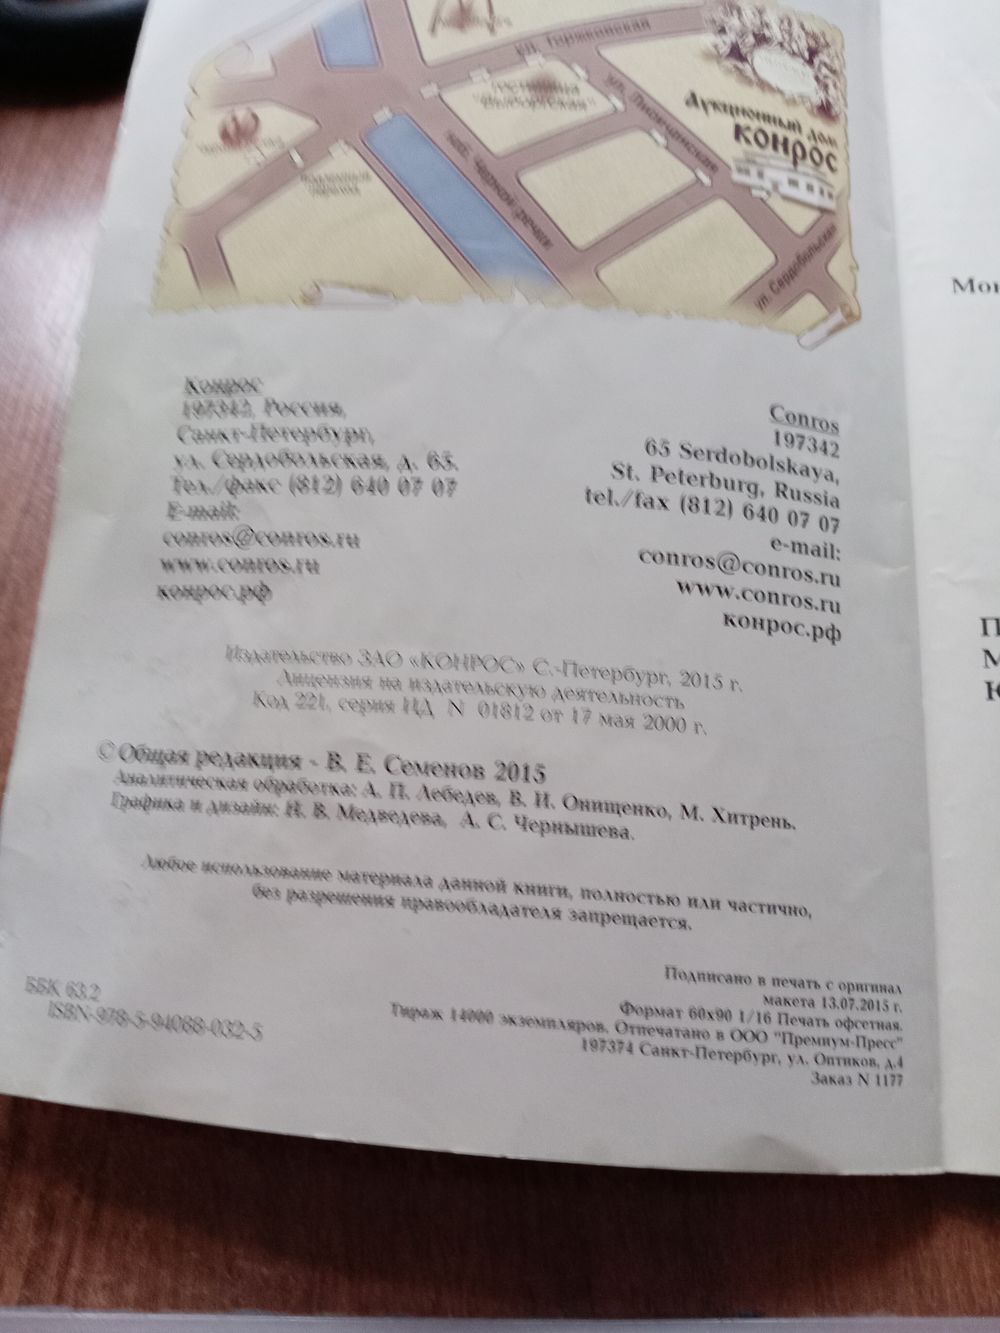 ул. Торжковская
ул. Лисичанская
Аукционный дом
КОНРОС
гостиница
"Выборгская"
наб. Черной речки
ул. Сердобольская
Конрос
197342, Россия,
Санкт-Петербург,
ул. Сердобольская, д. 65.
Тел./факс (812) 640 07 07
E-mail:
conros@conros.ru
www.conros.ru
конрос.рф
Conros
197342
65 Serdobolskaya,
St. Peterburg, Russia
tel./fax (812) 640 07 07
e-mail:
conros@conros.ru
www.conros.ru
конрос.рф
Издательство ЗАО «КОНРОС» С.-Петербург, 2015 г.
Лицензия на издательскую деятельность
Код 221, серия ИД N 01812 от 17 мая 2000 г.
© Общая редакция - В. Е. Семенов 2015
Аналитическая обработка: А. П. Лебедев, В. И. Онищенко, М. Хитрень.
Графика и дизайн: Н. В. Медведева, А. С. Чернышева.
Любое использование материала данной книги, полностью или частично,
без разрешения правообладателя запрещается.
ББК 63.2
ISBN-978-5-94088-032-5
Подписано в печать с оригинал
макета 13.07.2015 г.
Формат 60x90 1/16 Печать офсетная.
Тираж 14000 экземпляров. Отпечатано в ООО "Премиум-Пресс"
197374 Санкт-Петербург, ул. Оптиков, д.4
Заказ N 1177